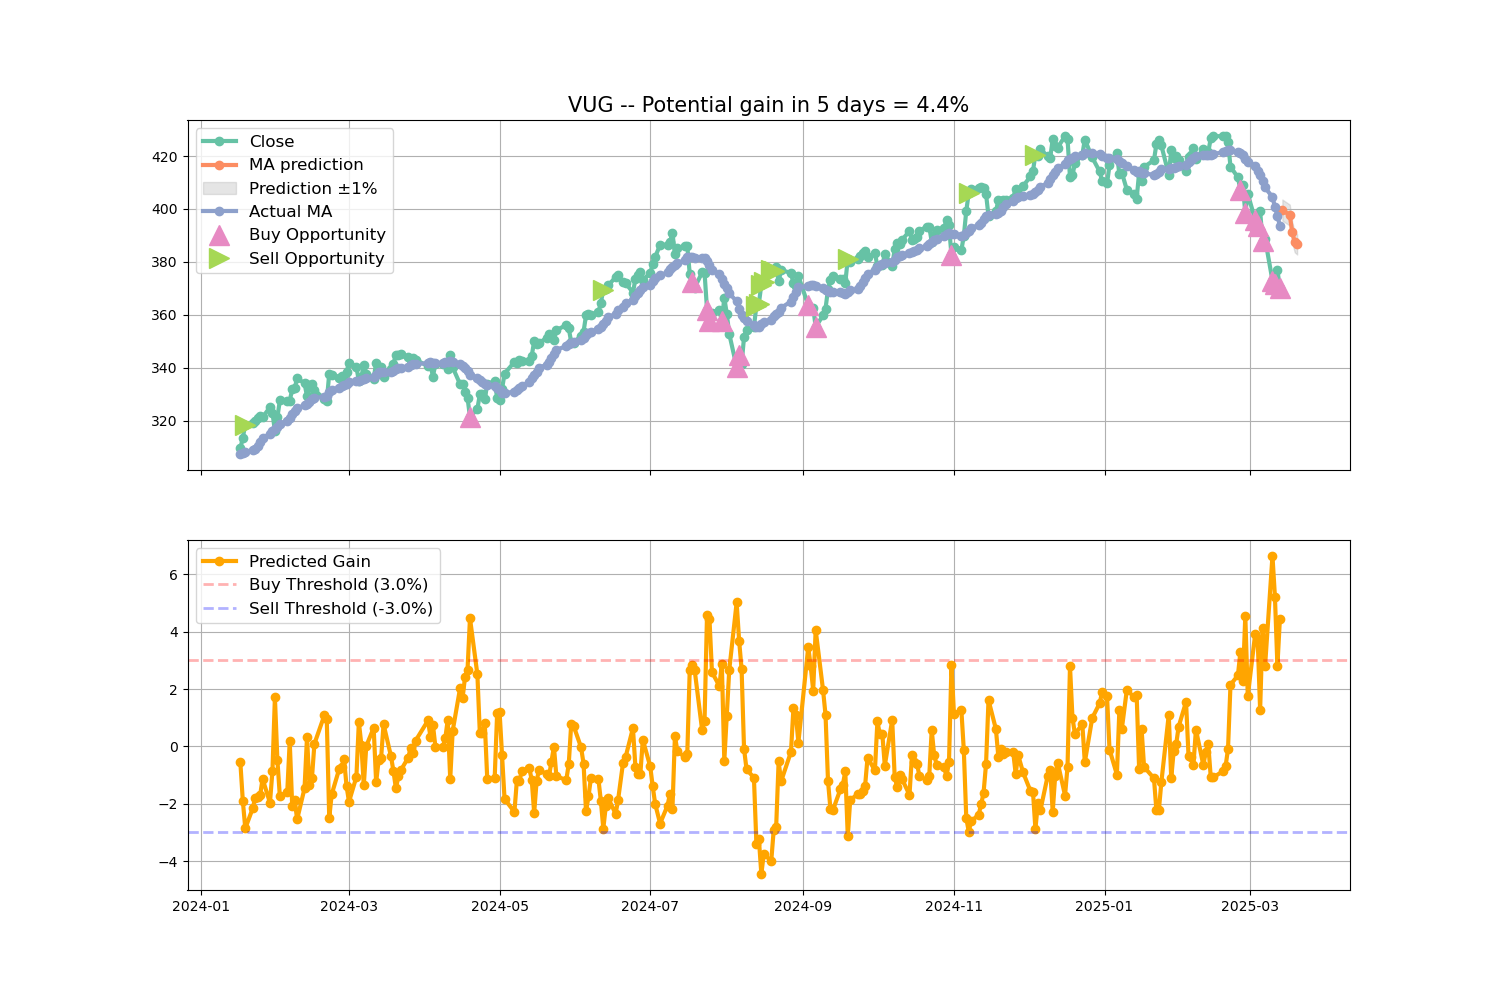 VUG -- Potential gain in 5 days = 4.4%
Close
MA prediction
Prediction ±1%
Actual MA
Buy Opportunity
Sell Opportunity
420
400
380
360
340
320
Predicted Gain
Buy Threshold (3.0%)
Sell Threshold (-3.0%)
6
4
2
0
−2
−4
2024-01 2024-03 2024-05 2024-07 2024-09 2024-11 2025-01 2025-03